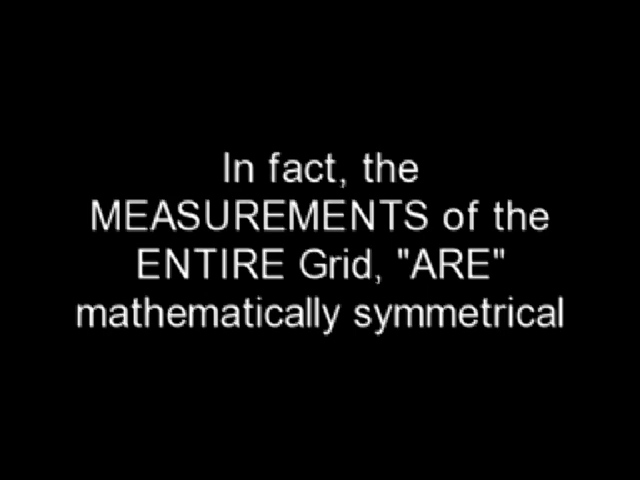 In fact, the
MEASUREMENTS of the
ENTIRE Grid, "ARE"
mathematically symmetrical